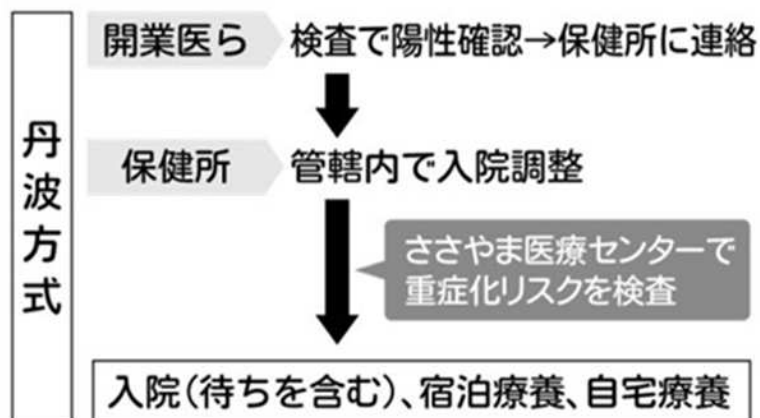 丹波方式
開業医ら 検査で陽性確認→保健所に連絡
保健所 管轄内で入院調整
ささやま医療センターで
重症化リスクを検査
入院(待ちを含む)、宿泊療養、自宅療養